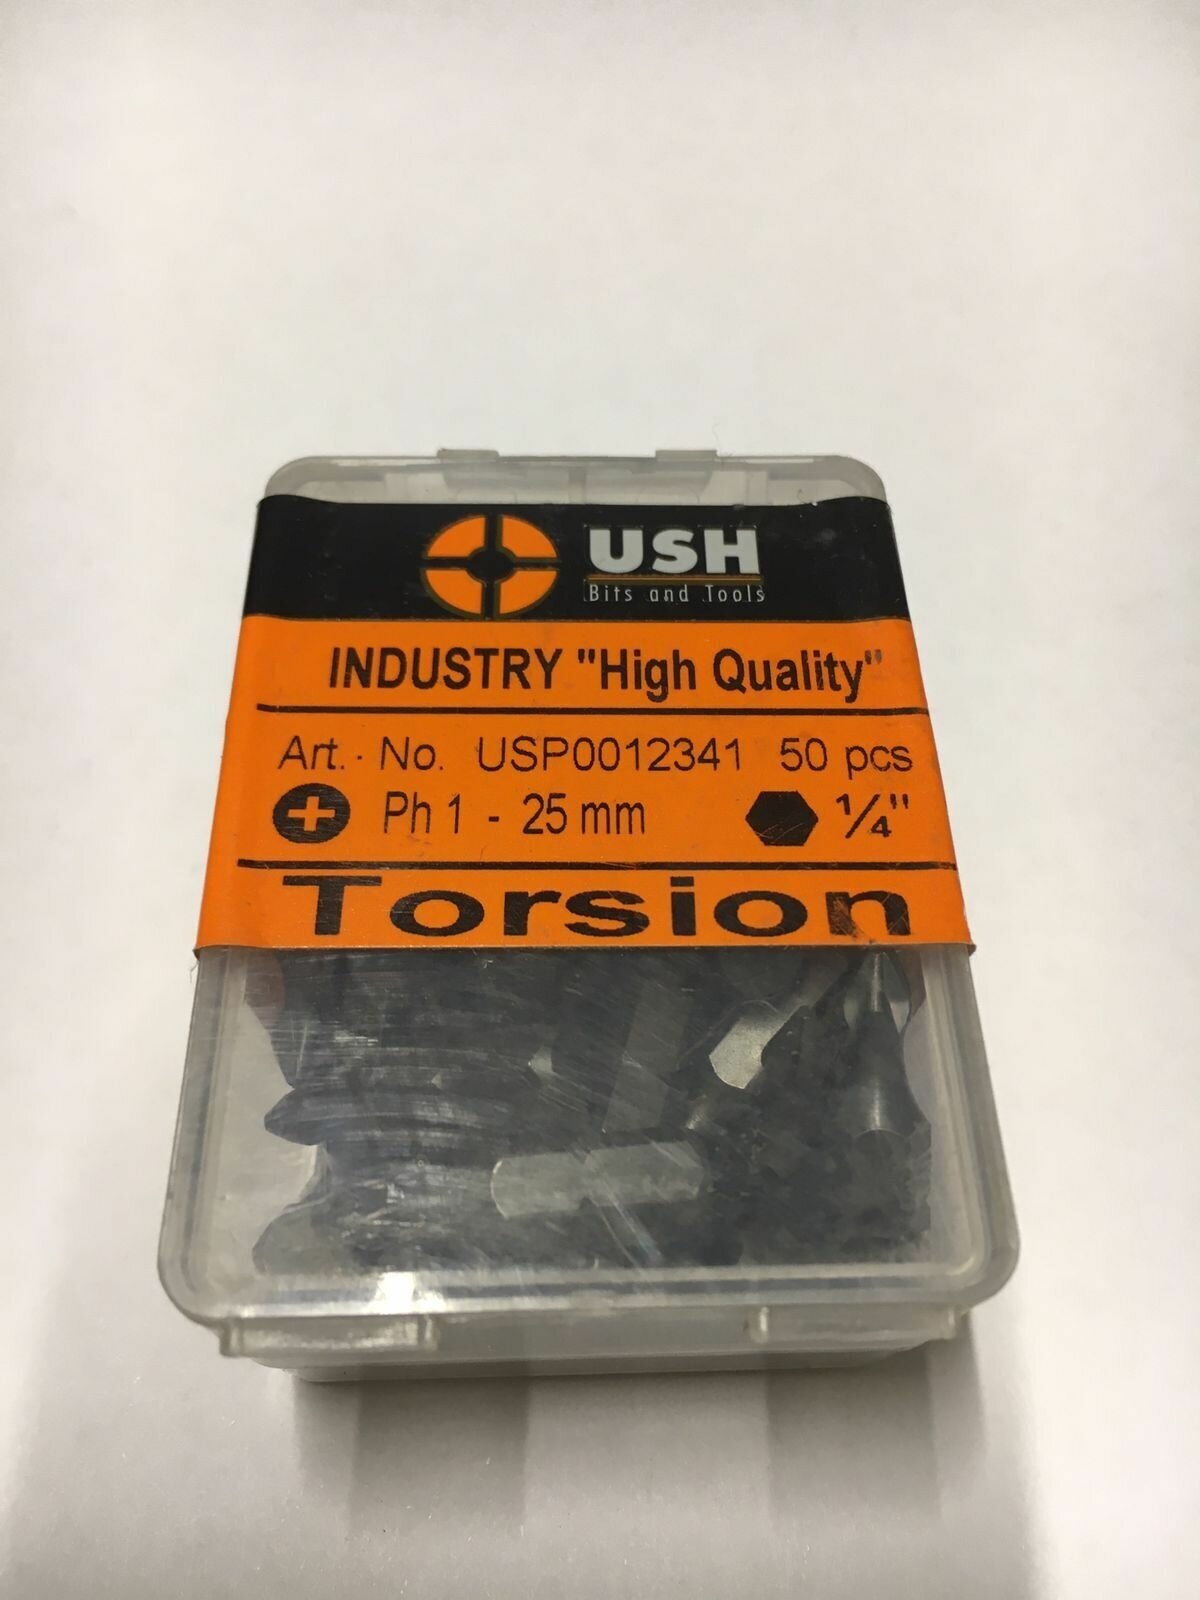 USH
Bits and Tools
INDUSTRY "High Quality"
Art. · No. USP0012341 50 pcs
Ph 1 - 25 mm 1/4"
Torsion